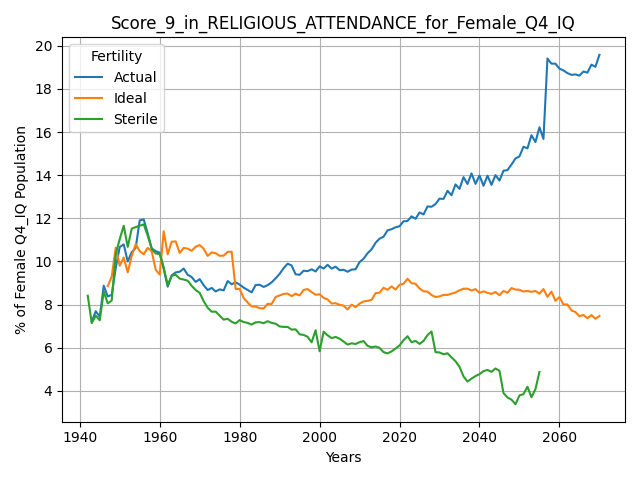 Score_9_in_RELIGIOUS_ATTENDANCE_for_Female_Q4_IQ
% of Female Q4_IQ Population
20
18
16
14
12
10
8
6
4
Fertility
Actual
Ideal
Sterile
1940 1960 1980 2000 2020 2040 2060
Years